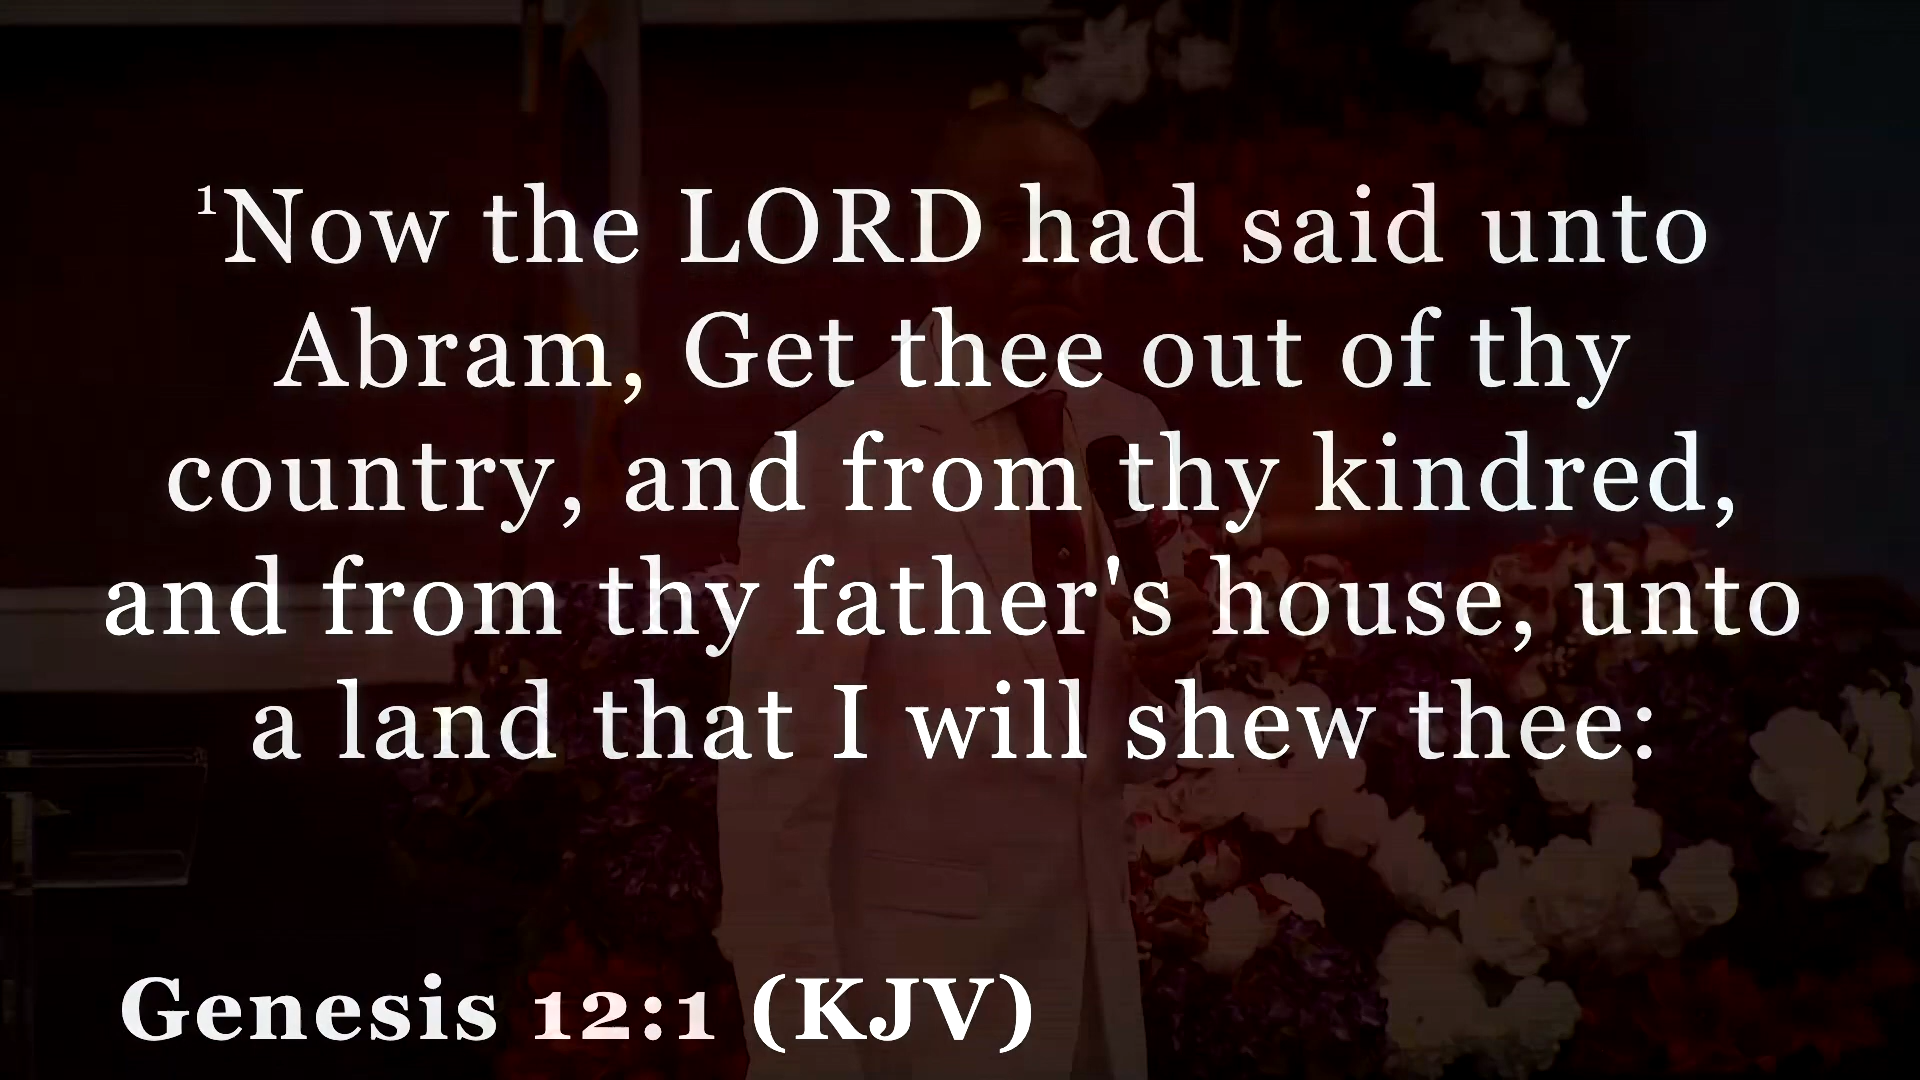 ¹Now the LORD had said unto
Abram, Get thee out of thy
country, and from thy kindred,
and from thy father's house, unto
a land that I will shew thee:
Genesis 12:1 (KJV)